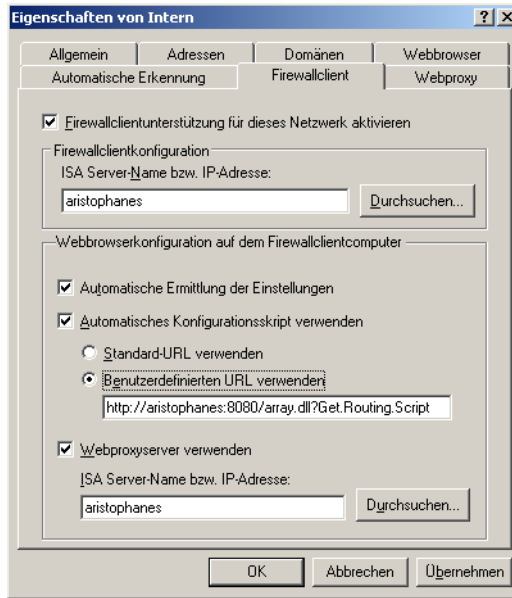 Eigenschaften von Intern
Allgemein Adressen Domänen Webbrowser
Automatische Erkennung Firewallclient Webproxy
Firewallclientunterstützung für dieses Netzwerk aktivieren
Firewallclientkonfiguration
ISA Server-Name bzw. IP-Adresse:
aristophanes Durchsuchen...
Webbrowserkonfiguration auf dem Firewallclientcomputer
Automatische Ermittlung der Einstellungen
Automatisches Konfigurationsskript verwenden
Standard-URL verwenden
Benutzerdefinierten URL verwenden
http://aristophanes:8080/array.dll?Get.Routing.Script
Webproxyserver verwenden
ISA Server-Name bzw. IP-Adresse:
aristophanes Durchsuchen...
OK Abbrechen Übernehmen